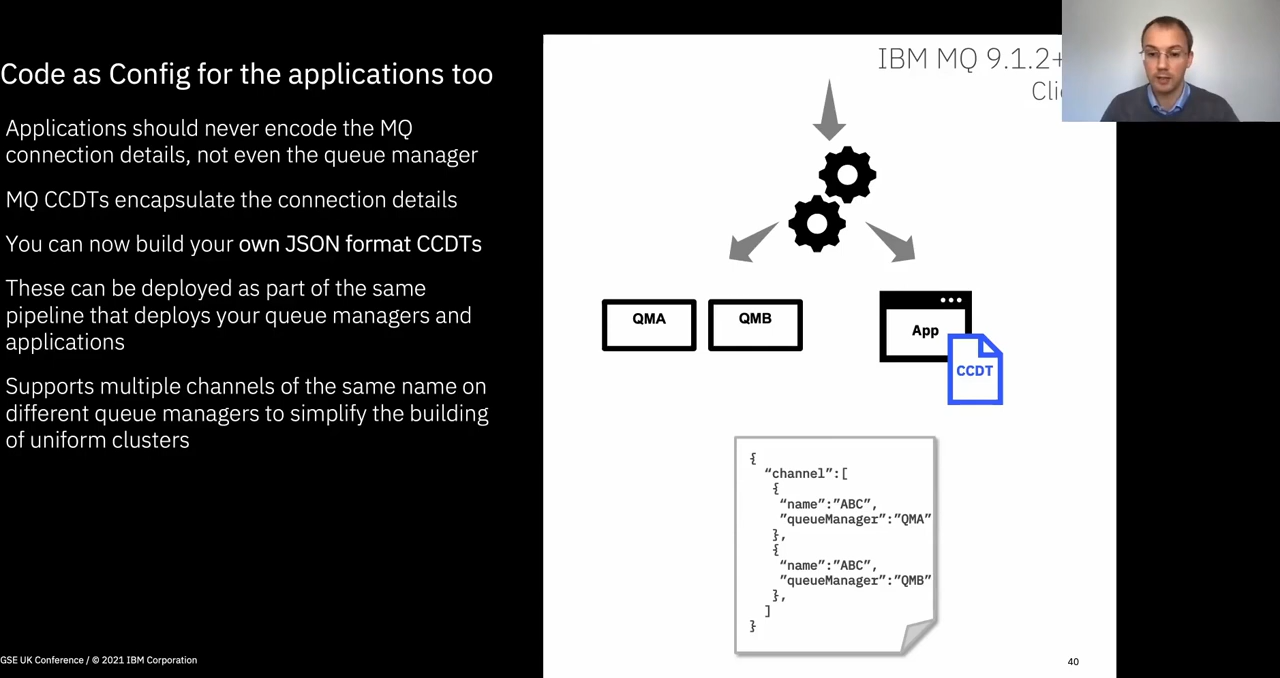 Code as Config for the applications too
IBM MQ 9.1.2+
Applications should never encode the MQ
connection details, not even the queue manager
MQ CCDTs encapsulate the connection details
You can now build your own JSON format CCDTs
These can be deployed as part of the same
pipeline that deploys your queue managers and
applications
Supports multiple channels of the same name on
different queue managers to simplify the building
of uniform clusters
QMA
QMB
App
CCDT
{
“channel”:[
{
“name”:”ABC”,
”queueManager”:”QMA”
},
{
“name”:”ABC”,
”queueManager”:”QMB”
},
]
}
GSE UK Conference / © 2021 IBM Corporation
40